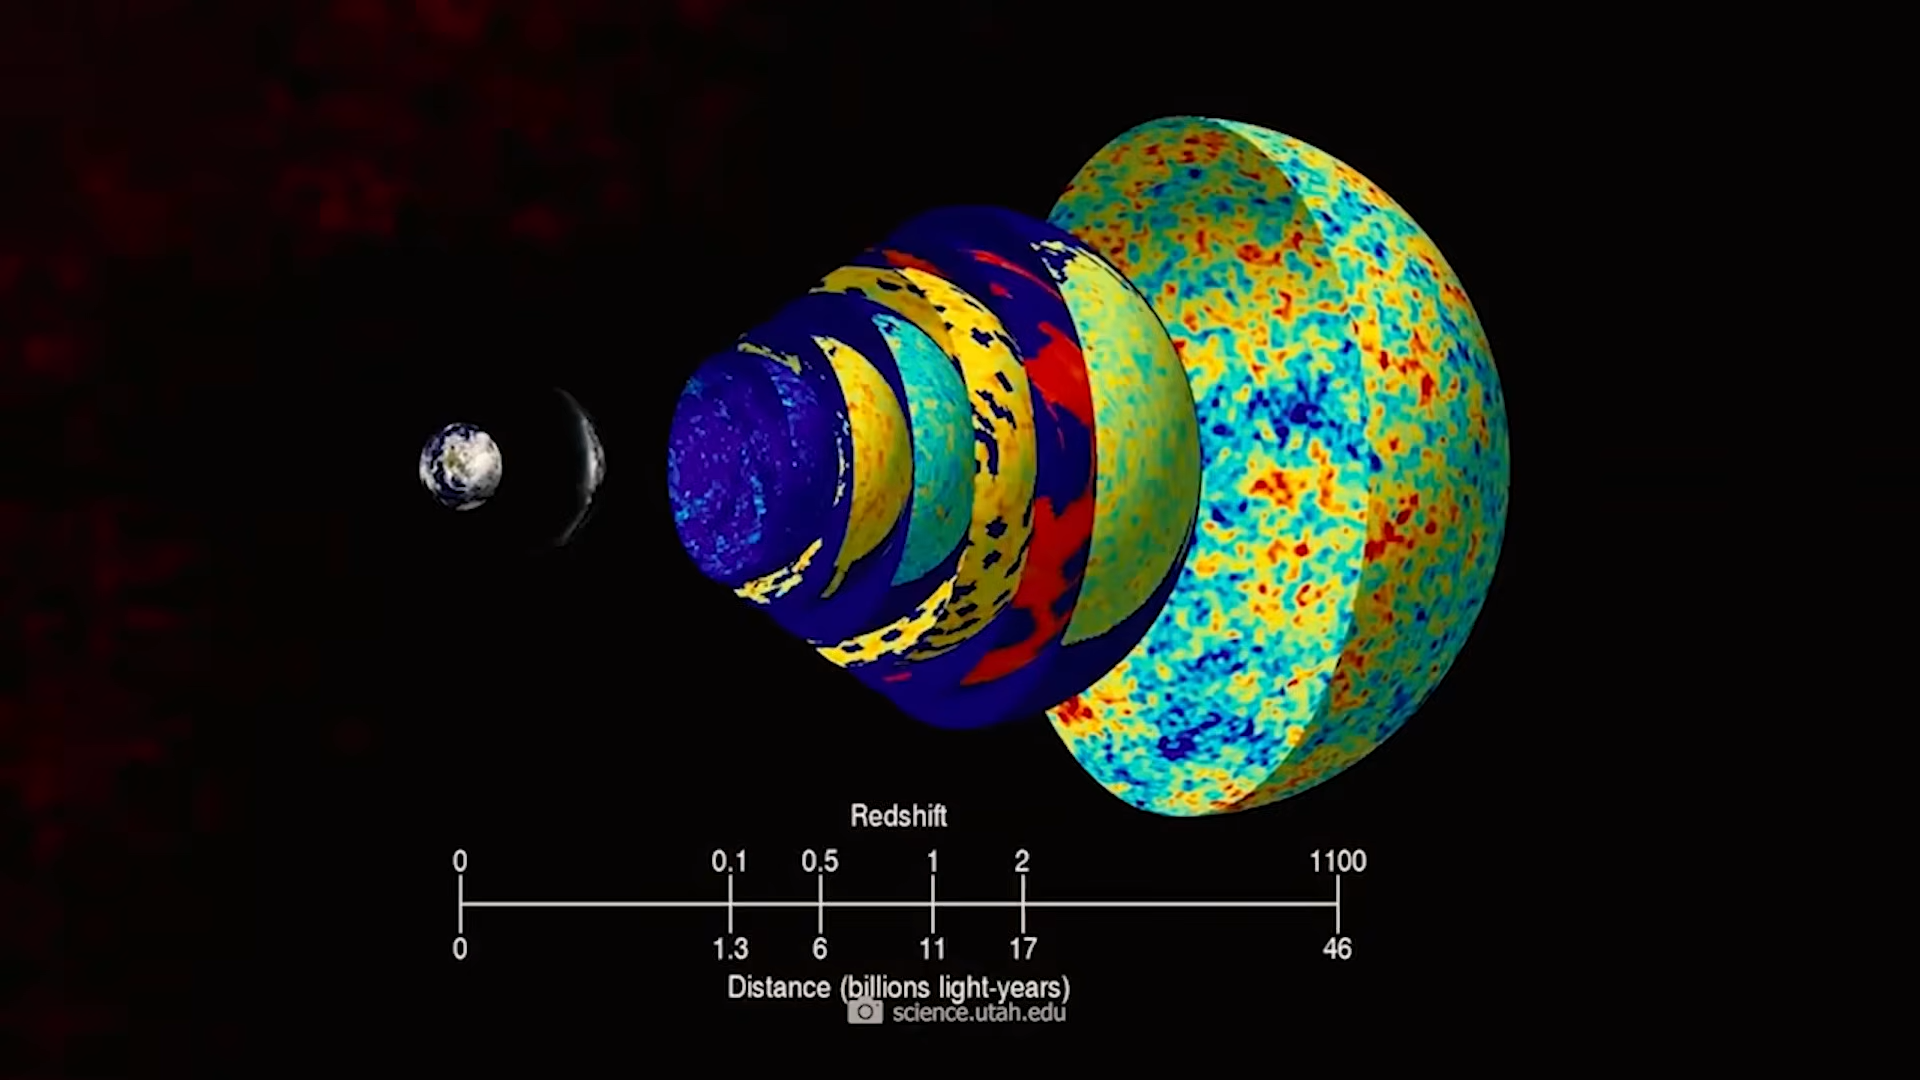 Redshift
0 0.1 0.5 1 2 1100
0 1.3 6 11 17 46
Distance (billions light-years)
science.utah.edu